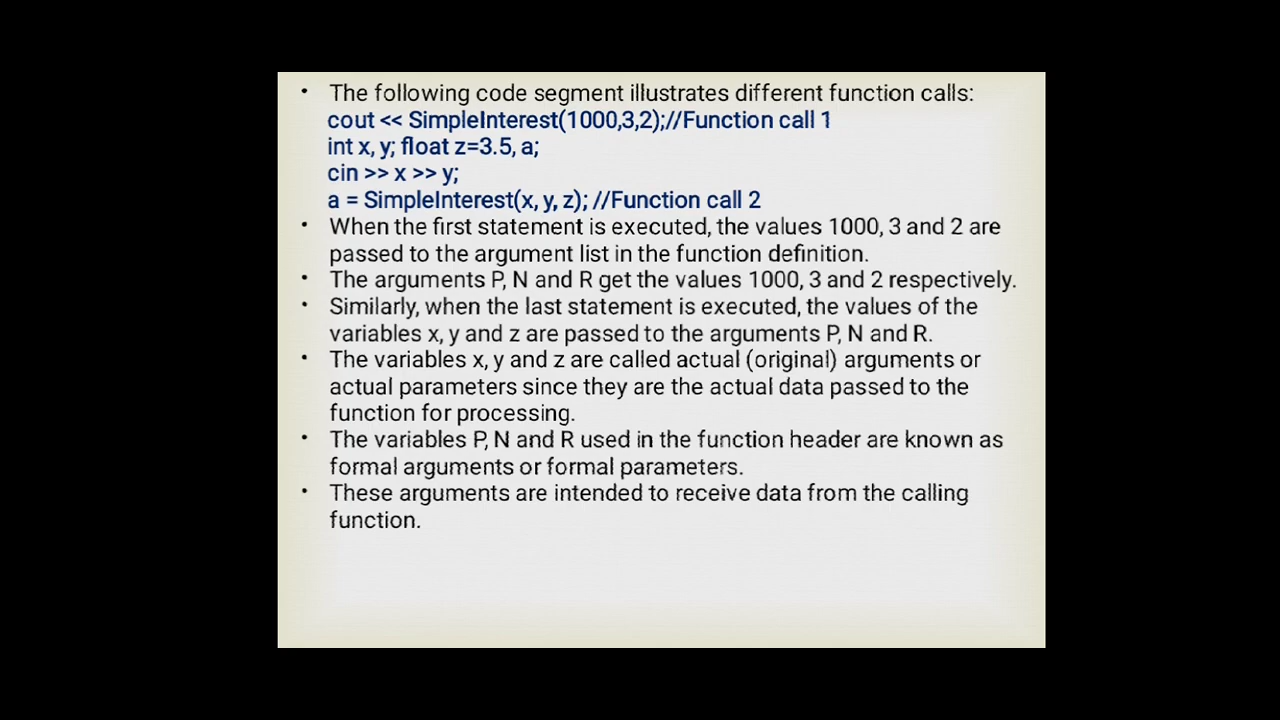 • The following code segment illustrates different function calls:
cout << SimpleInterest(1000,3,2);//Function call 1
int x, y; float z=3.5, a;
cin >> x >> y;
a = SimpleInterest(x, y, z); //Function call 2
• When the first statement is executed, the values 1000, 3 and 2 are
passed to the argument list in the function definition.
• The arguments P, N and R get the values 1000, 3 and 2 respectively.
• Similarly, when the last statement is executed, the values of the
variables x, y and z are passed to the arguments P, N and R.
• The variables x, y and z are called actual (original) arguments or
actual parameters since they are the actual data passed to the
function for processing.
• The variables P, N and R used in the function header are known as
formal arguments or formal parameters.
• These arguments are intended to receive data from the calling
function.